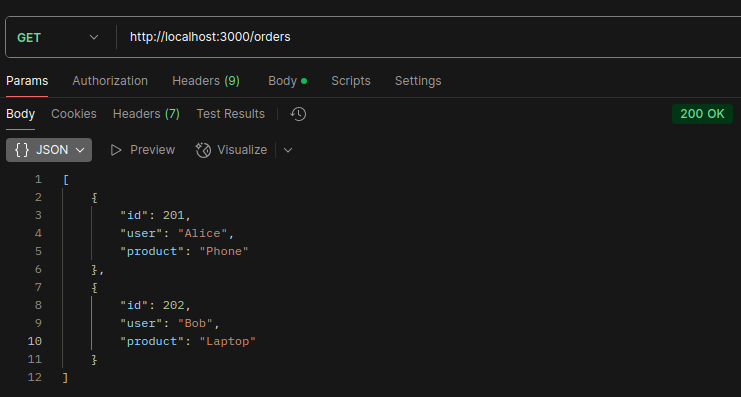 GET http://localhost:3000/orders
Params Authorization Headers (9) Body Scripts Settings
Body Cookies Headers (7) Test Results 200 OK
{} JSON Preview Visualize
1 [
2 {
3 "id": 201,
4 "user": "Alice",
5 "product": "Phone"
6 },
7 {
8 "id": 202,
9 "user": "Bob",
10 "product": "Laptop"
11 }
12 ]